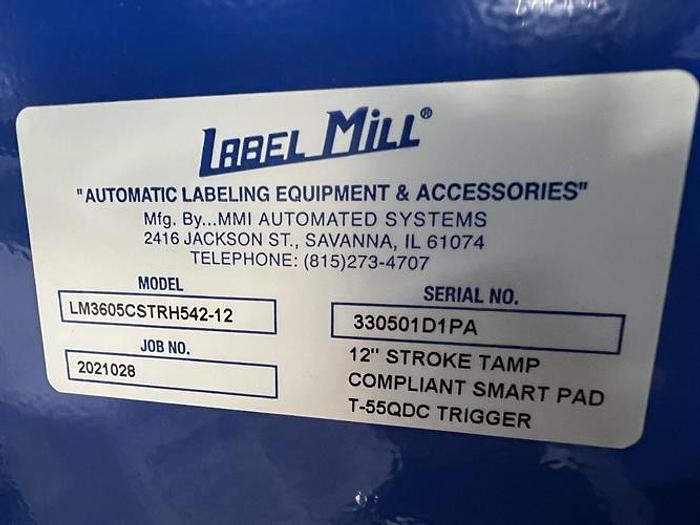 LABEL MILL®
"AUTOMATIC LABELING EQUIPMENT & ACCESSORIES"
Mfg. By...MMI AUTOMATED SYSTEMS
2416 JACKSON ST., SAVANNA, IL 61074
TELEPHONE: (815)273-4707
MODEL
LM3605CSTRH542-12
JOB NO.
2021028
SERIAL NO.
330501D1PA
12" STROKE TAMP
COMPLIANT SMART PAD
T-55QDC TRIGGER